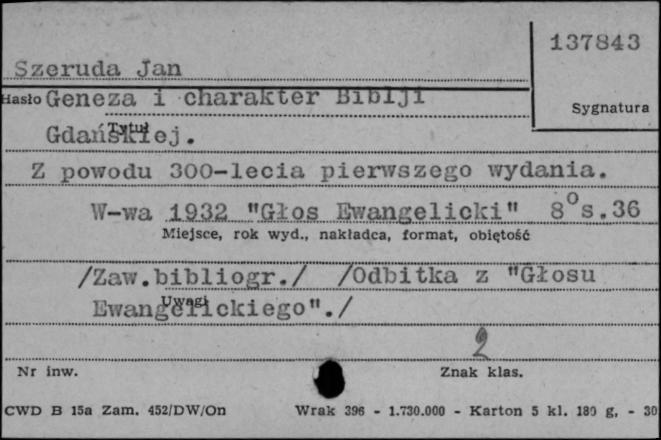 137843
Szeruda Jan
Hasło Geneza i charakter Biblji
Sygnatura
Tytuł
Gdańskiej.
Z powodu 300-lecia pierwszego wydania.
W-wa 1932 "Głos Ewangelicki" 8° s.36
Miejsce, rok wyd., nakładca, format, objętość
/Zaw.bibliogr./ /Odbitka z "Głosu
Uwagi
Ewangelickiego"./
2
Nr inw. Znak klas.
CWD B 15a Zam. 452/DW/On Wrak 396 - 1.730.000 - Karton 5 kl. 180 g, - 30